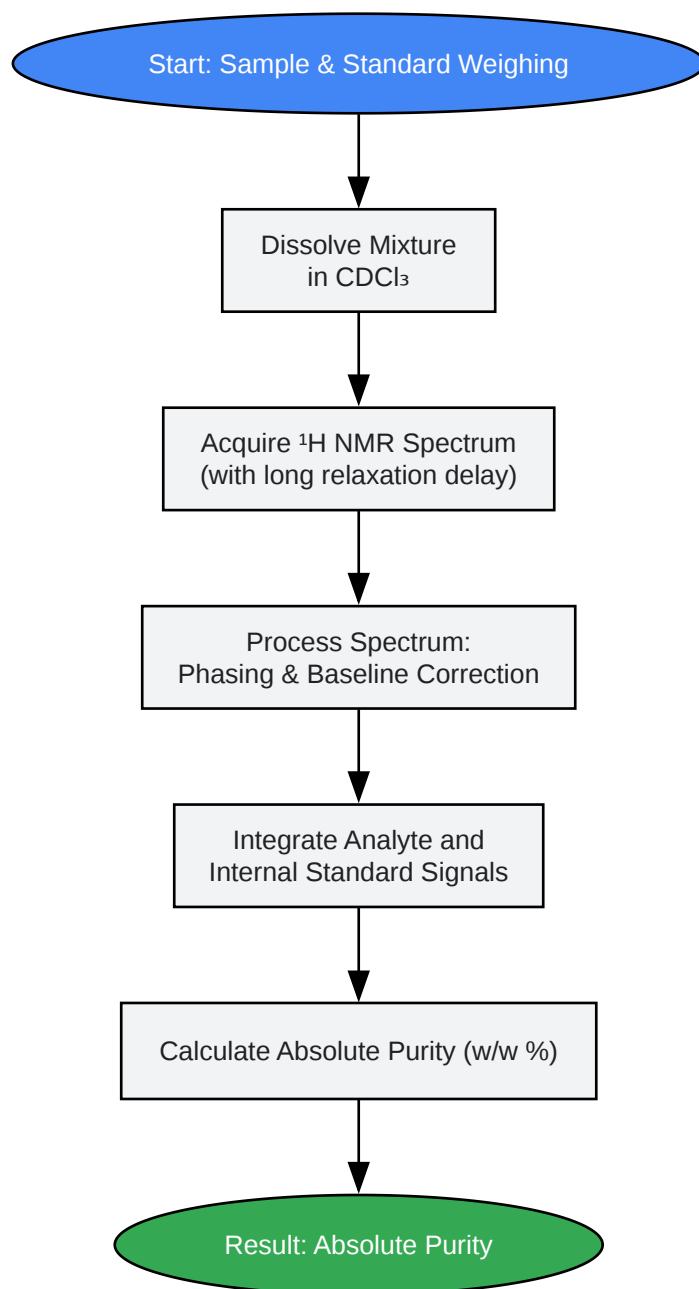 Start: Sample & Standard Weighing
Dissolve Mixture
in CDCl₃
Acquire ¹H NMR Spectrum
(with long relaxation delay)
Process Spectrum:
Phasing & Baseline Correction
Integrate Analyte and
Internal Standard Signals
Calculate Absolute Purity (w/w %)
Result: Absolute Purity